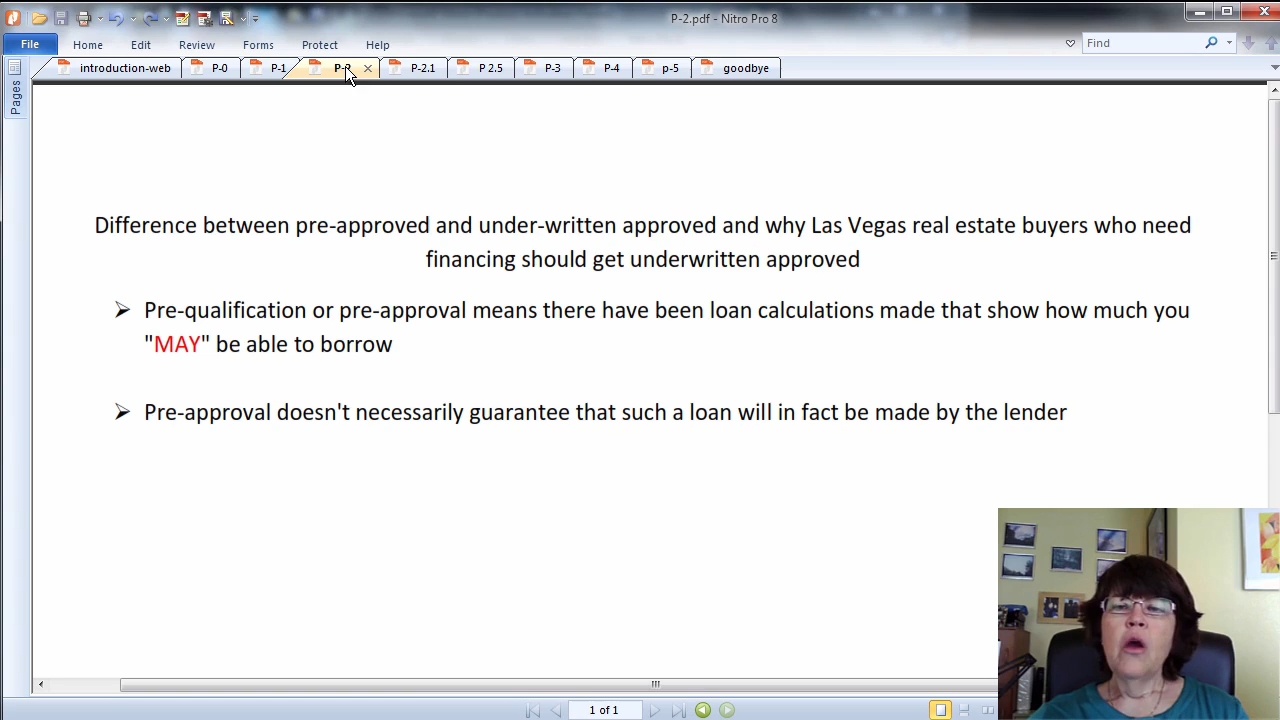 P-2.pdf - Nitro Pro 8
File Home Edit Review Forms Protect Help Find
introduction-web P-0 P-1 P-2 P-2.1 P 2.5 P-3 P-4 p-5 goodbye
Pages
Difference between pre-approved and under-written approved and why Las Vegas real estate buyers who need
financing should get underwritten approved
➢ Pre-qualification or pre-approval means there have been loan calculations made that show how much you
"MAY" be able to borrow
➢ Pre-approval doesn't necessarily guarantee that such a loan will in fact be made by the lender
1 of 1